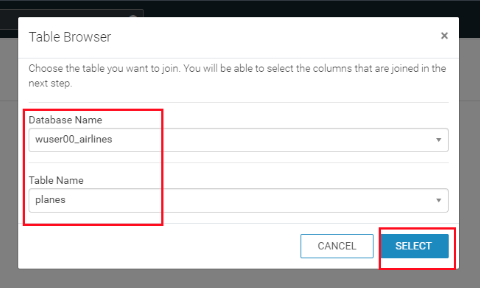 Table Browser
×
Choose the table you want to join. You will be able to select the columns that are joined in the
next step.
Database Name
wuser00_airlines
Table Name
planes
CANCEL
SELECT